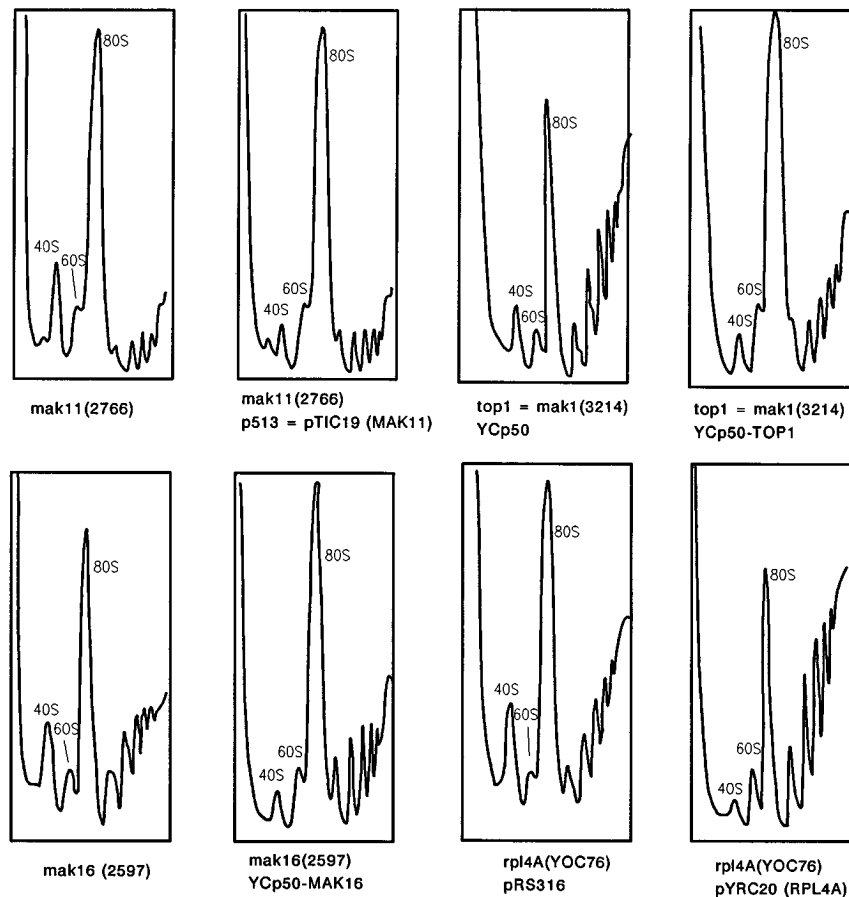 80S
40S
60S
mak11(2766)
80S
60S
40S
mak11(2766)
p513 = pTIC19 (MAK11)
80S
40S
60S
top1 = mak1(3214)
YCp50
80S
60S
40S
top1 = mak1(3214)
YCp50-TOP1
80S
40S
60S
mak16 (2597)
80S
60S
40S
mak16(2597)
YCp50-MAK16
80S
40S
60S
rpl4A(YOC76)
pRS316
80S
60S
40S
rpl4A(YOC76)
pYRC20 (RPL4A)